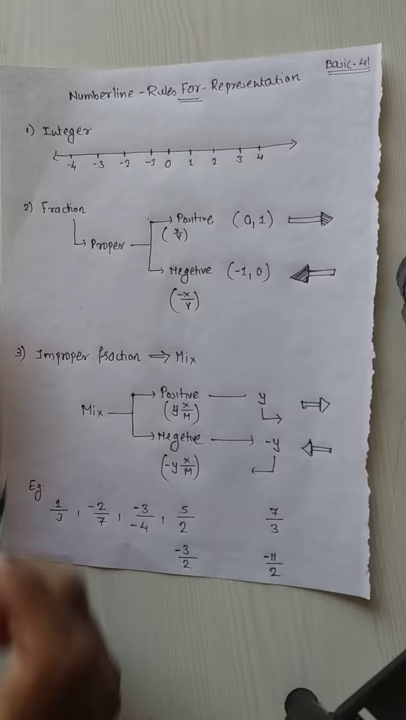 Basic-41
Numberline - Rules For - Representation
1) Integer
-4 -3 -2 -1 0 1 2 3 4
2) Fraction
Proper
Positive (0,1)
(x/y)
Negetive (-1,0)
(-x/y)
3) Improper fraction ⇒ Mix
Mix
Positive y
(y x/M)
Negetive -y
(-y x/M)
Eg:
1/3 , -2/7 , -3/-4 , 5/2 7/3
-3/2 -11/2